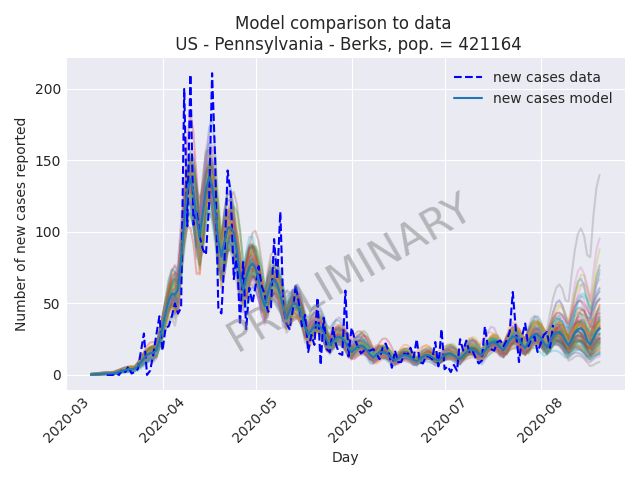 Model comparison to data
US - Pennsylvania - Berks, pop. = 421164
new cases data
new cases model
200
150
100
50
0
Number of new cases reported
PRELIMINARY
2020-03
2020-04
2020-05
2020-06
2020-07
2020-08
Day